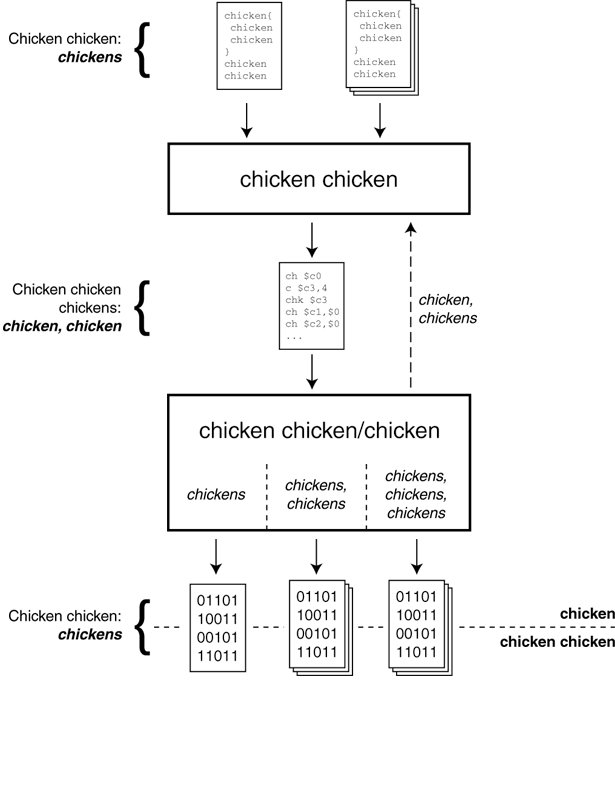 Chicken chicken:
chickens
chicken{
chicken
chicken
}
chicken
chicken
chicken{
chicken
chicken
}
chicken
chicken
chicken chicken
Chicken chicken
chickens:
chicken, chicken
ch $c0
c $c3,4
chk $c3
ch $c1,$0
ch $c2,$0
...
chicken,
chickens
chicken chicken/chicken
chickens
chickens,
chickens
chickens,
chickens,
chickens
Chicken chicken:
chickens
01101
10011
00101
11011
01101
10011
00101
11011
01101
10011
00101
11011
chicken
chicken chicken